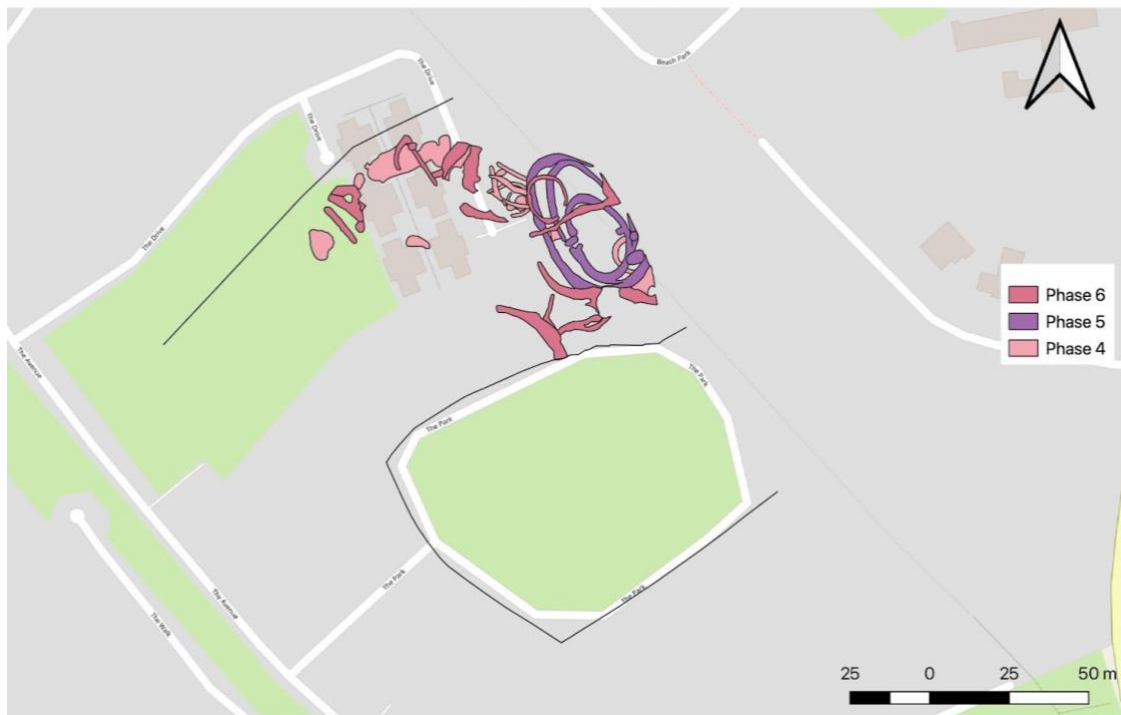 Beach Park
The Drive
The Drive
The Drive
Phase 6
Phase 5
Phase 4
The Avenue
The Park
The Park
The Park
The Park
The Avenue
The Walk
25 0 25 50 m